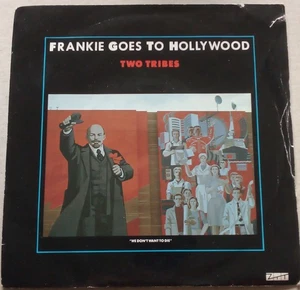 FRANKIE GOES TO HOLLYWOOD
TWO TRIBES
"WE DON'T WANT TO DIE"